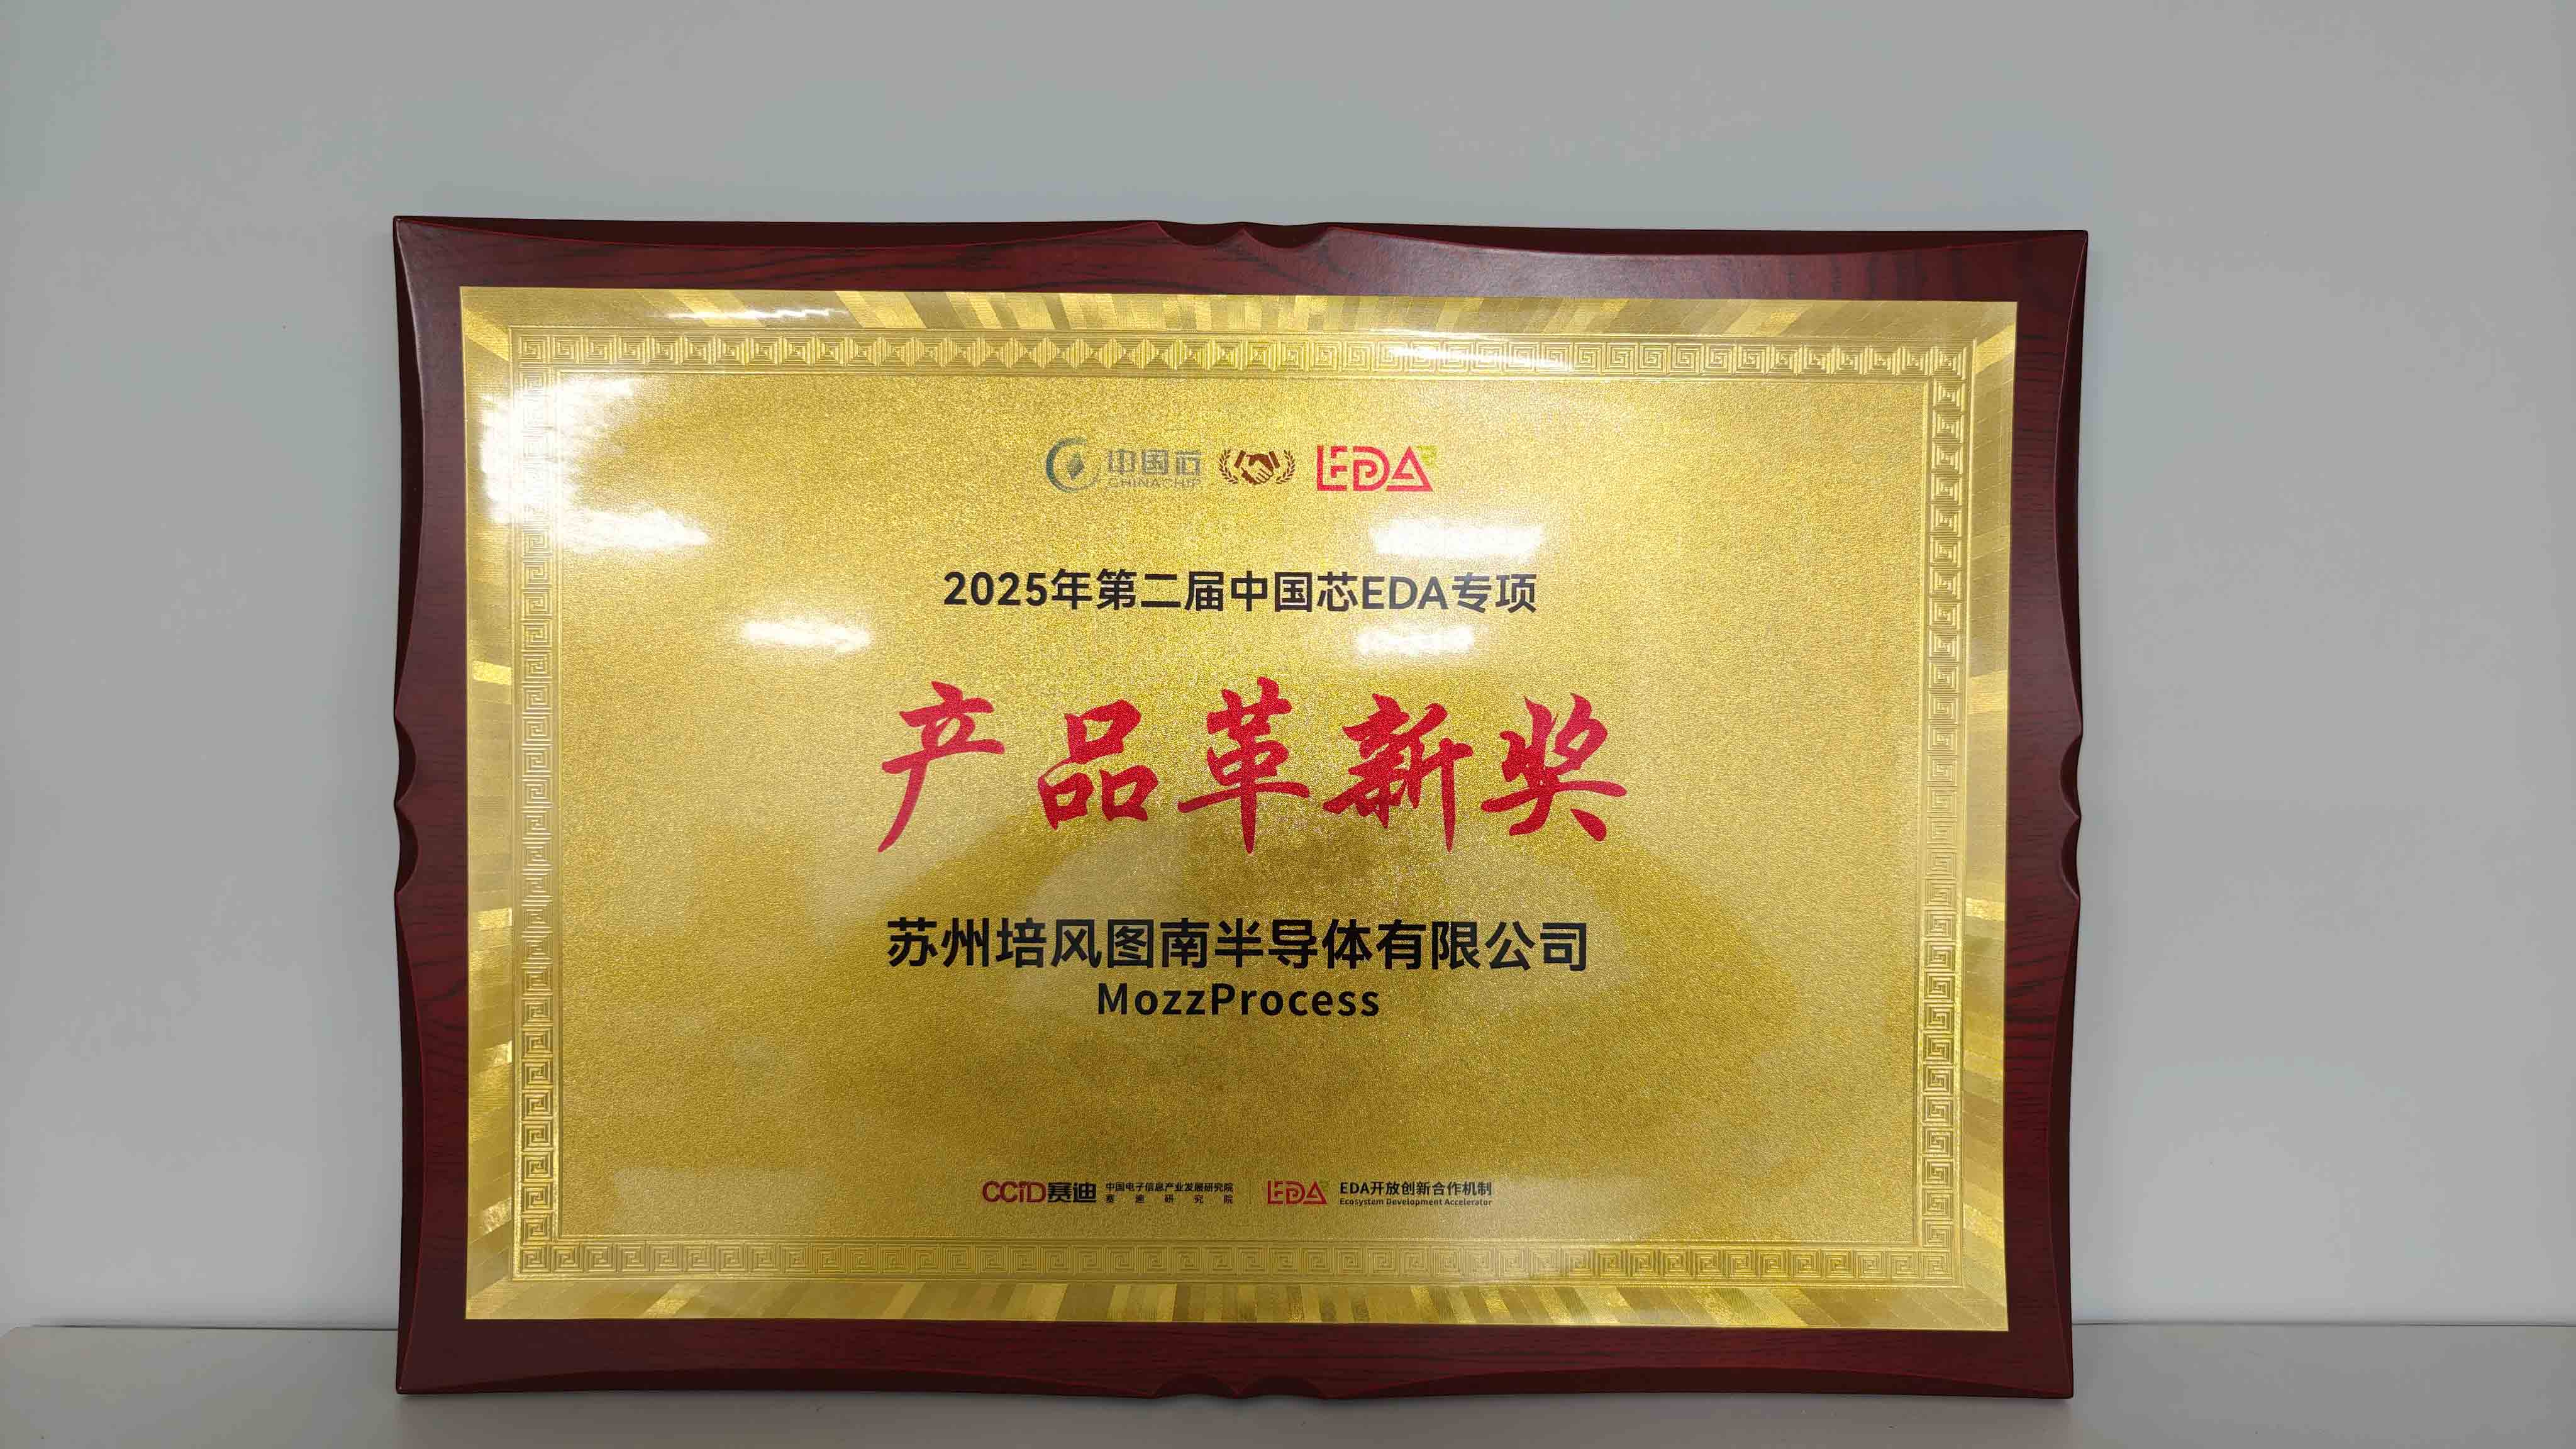 中国芯 EDA²
CHINA CHIP
2025年第二届中国芯EDA专项
产品革新奖
苏州培风图南半导体有限公司
MozzProcess
CCID赛迪 中国电子信息产业发展研究院 EDA² EDA开放创新合作机制
赛迪研究院 Ecosystem Development Accelerator